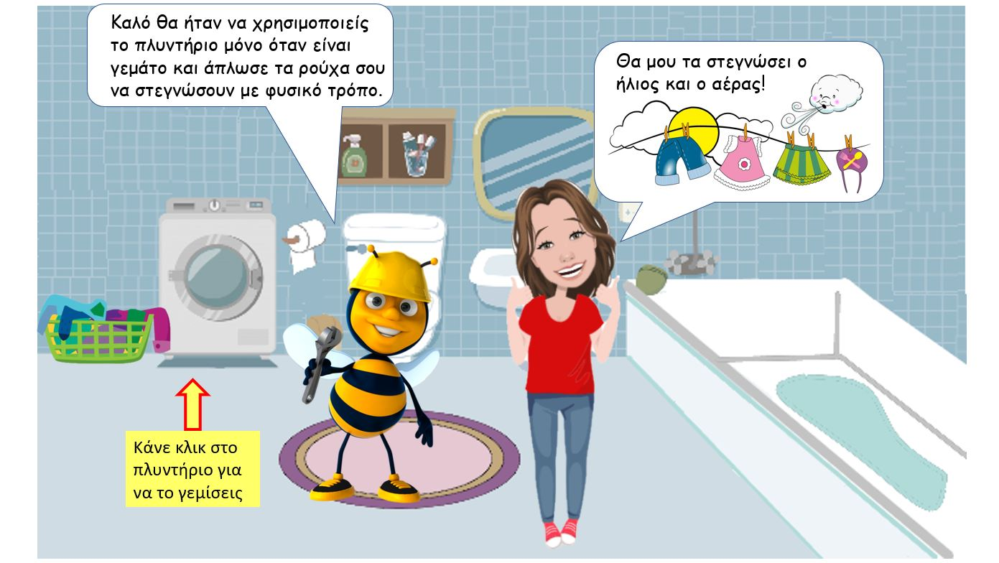 Καλό θα ήταν να χρησιμοποιείς
το πλυντήριο μόνο όταν είναι
γεμάτο και άπλωσε τα ρούχα σου
να στεγνώσουν με φυσικό τρόπο.
Θα μου τα στεγνώσει ο
ήλιος και ο αέρας!
Κάνε κλικ στο
πλυντήριο για
να το γεμίσεις